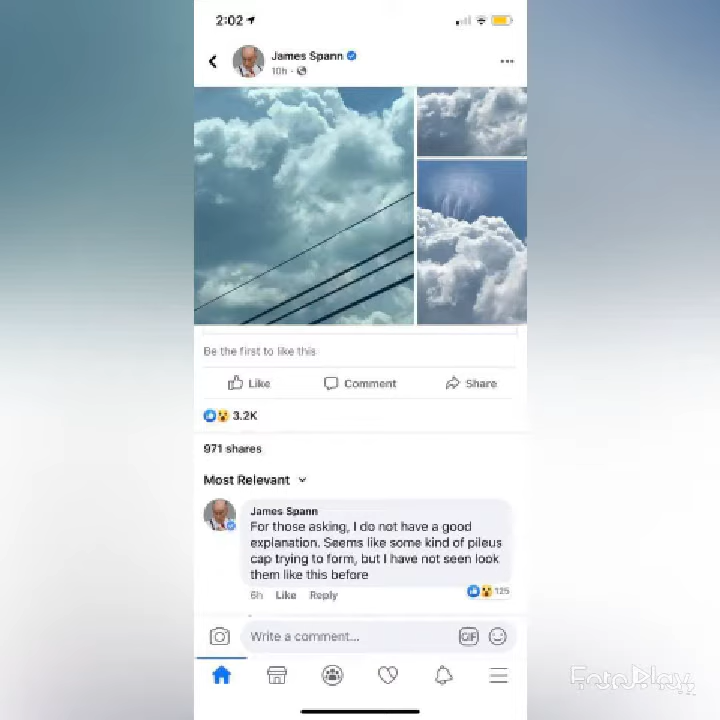 2:02
James Spann
10h ·
Be the first to like this
Like Comment Share
3.2K
971 shares
Most Relevant
James Spann
For those asking, I do not have a good
explanation. Seems like some kind of pileus
cap trying to form, but I have not seen look
them like this before
6h Like Reply 125
Write a comment... GIF
FotoPlay